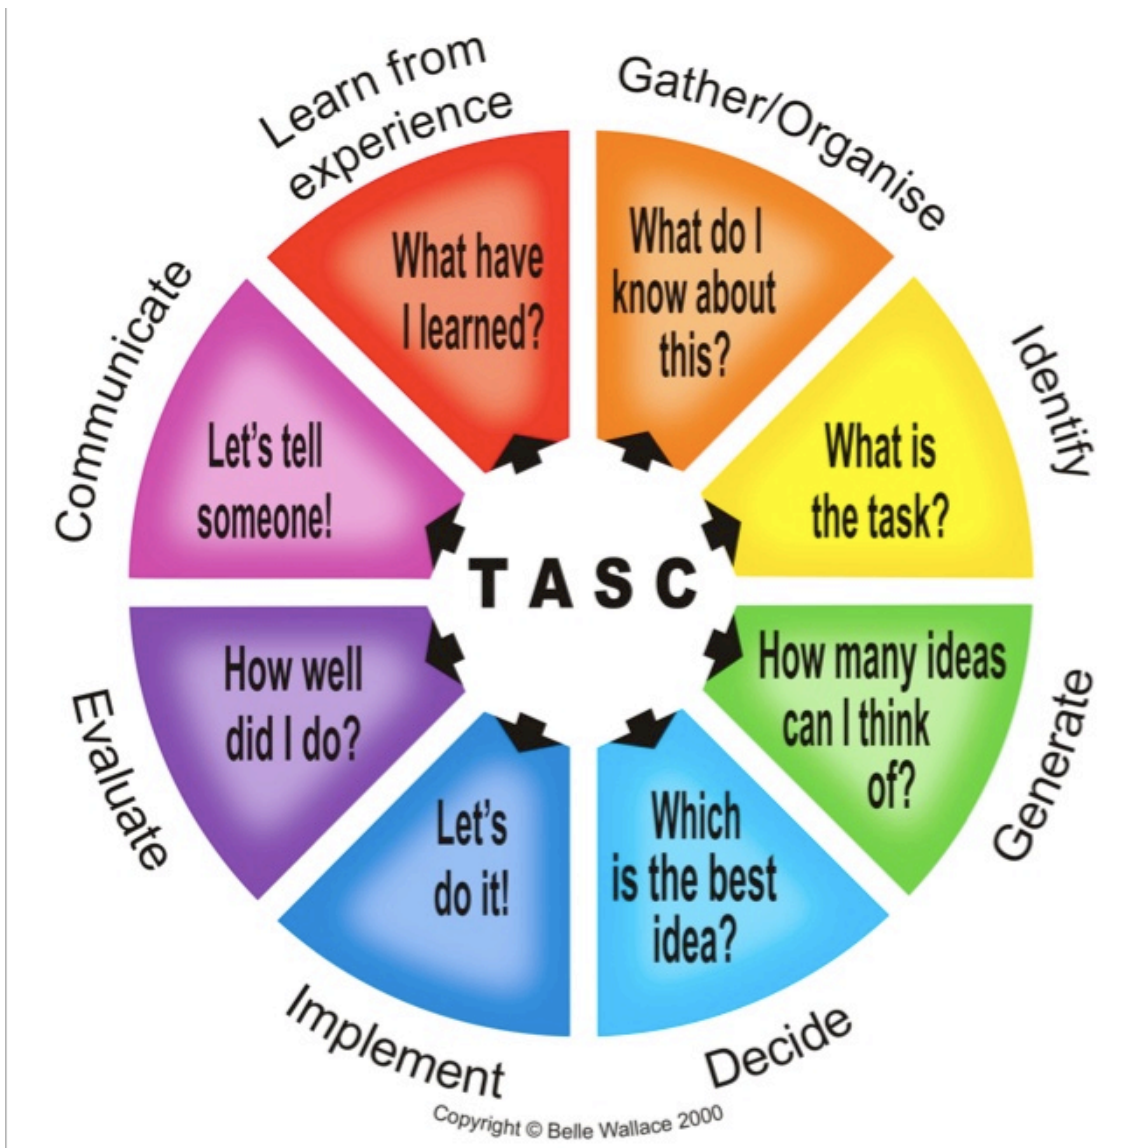 Learn from
experience
Gather/Organise
What have
I learned?
What do I
know about
this?
Communicate
Identify
Let's tell
someone!
What is
the task?
TASC
How well
did I do?
How many ideas
can I think
of?
Evaluate
Generate
Let's
do it!
Which
is the best
idea?
Implement
Decide
Copyright © Belle Wallace 2000